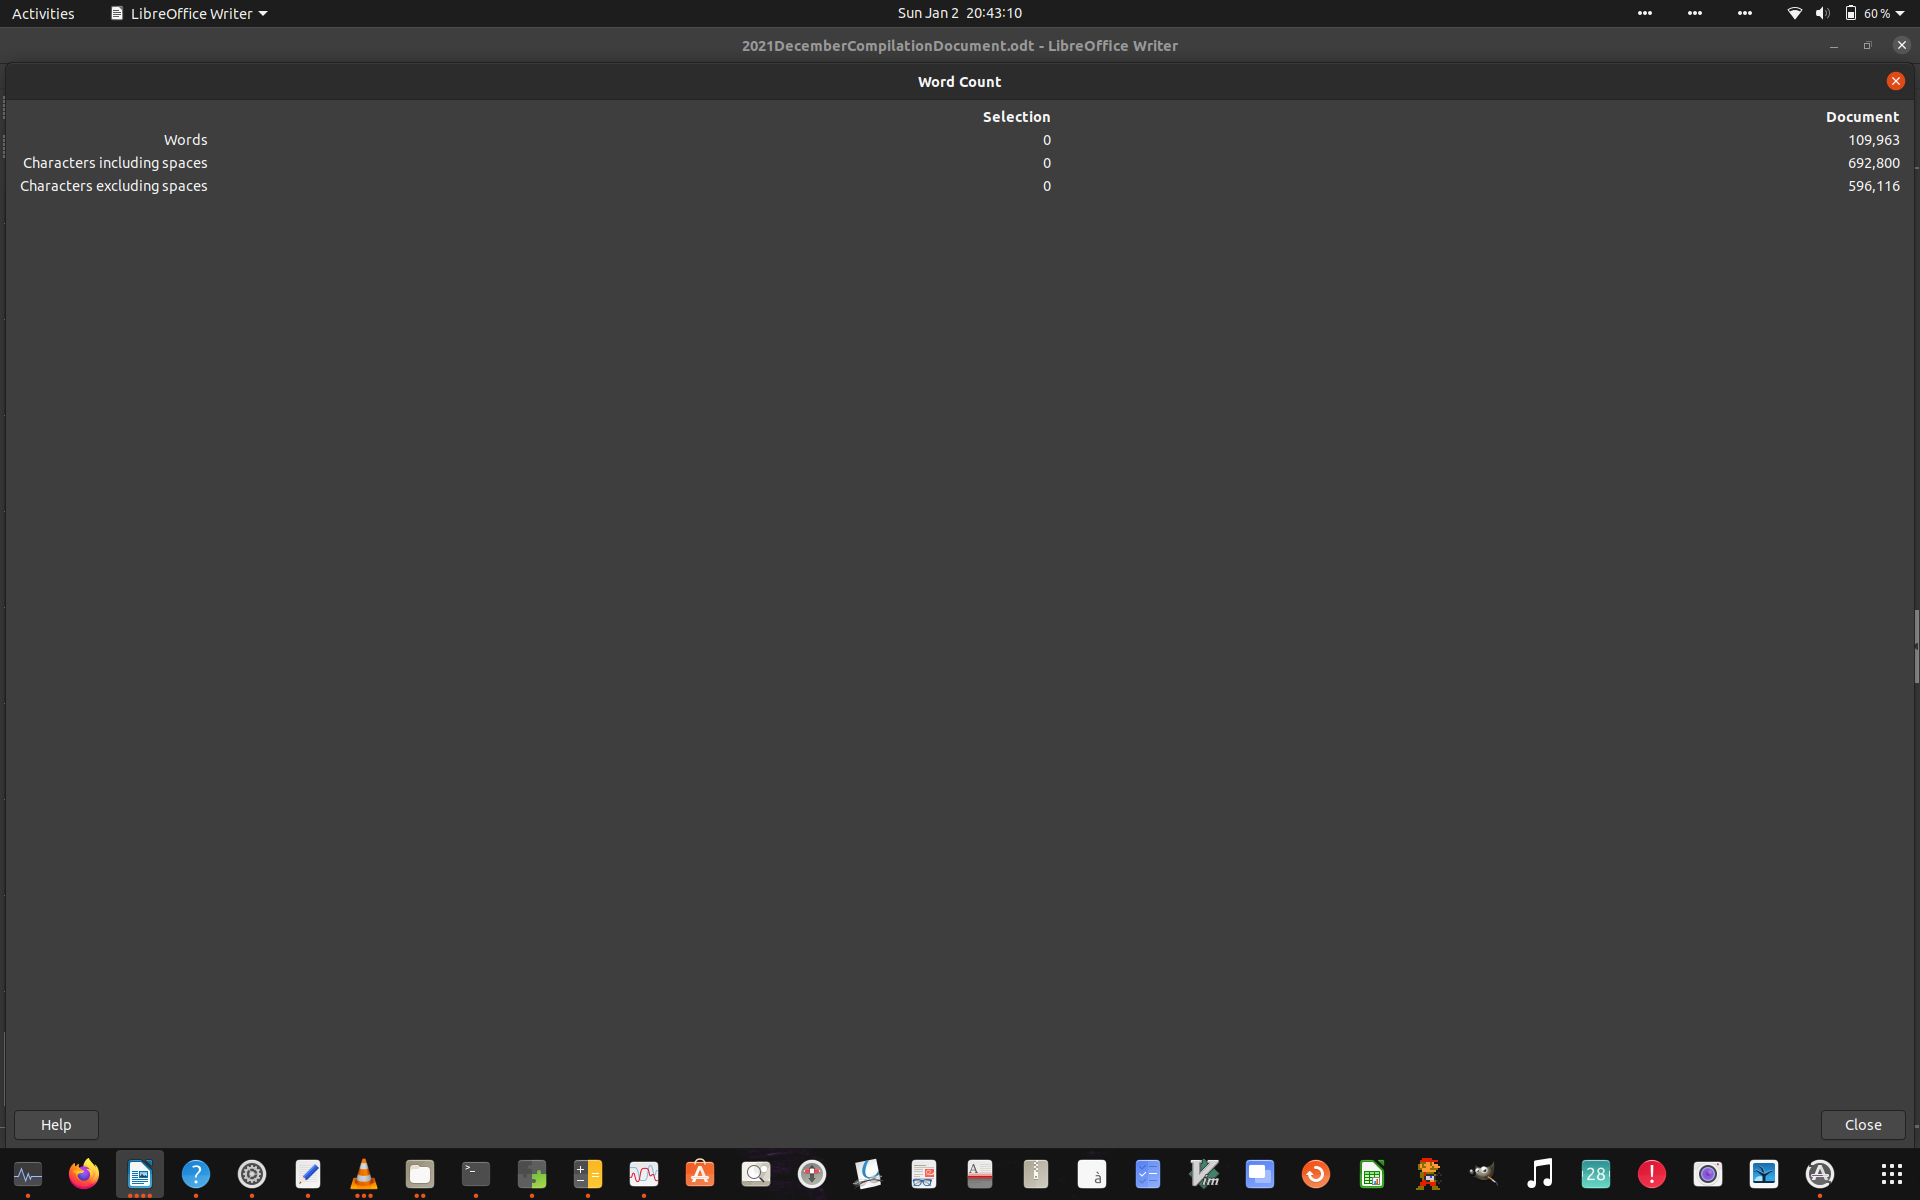 Activities LibreOffice Writer Sun Jan 2 20:43:10 60 %
2021DecemberCompilationDocument.odt - LibreOffice Writer
Word Count
Selection Document
Words 0 109,963
Characters including spaces 0 692,800
Characters excluding spaces 0 596,116
Help Close
? >_ A à Vim 28 !